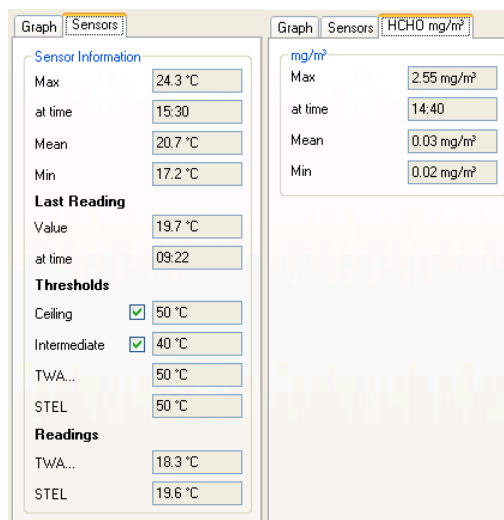 Graph Sensors
Sensor Information
Max 24.3 °C
at time 15:30
Mean 20.7 °C
Min 17.2 °C
Last Reading
Value 19.7 °C
at time 09:22
Thresholds
Ceiling 50 °C
Intermediate 40 °C
TWA... 50 °C
STEL 50 °C
Readings
TWA... 18.3 °C
STEL 19.6 °C
Graph Sensors HCHO mg/m³
mg/m³
Max 2.55 mg/m³
at time 14:40
Mean 0.03 mg/m³
Min 0.02 mg/m³